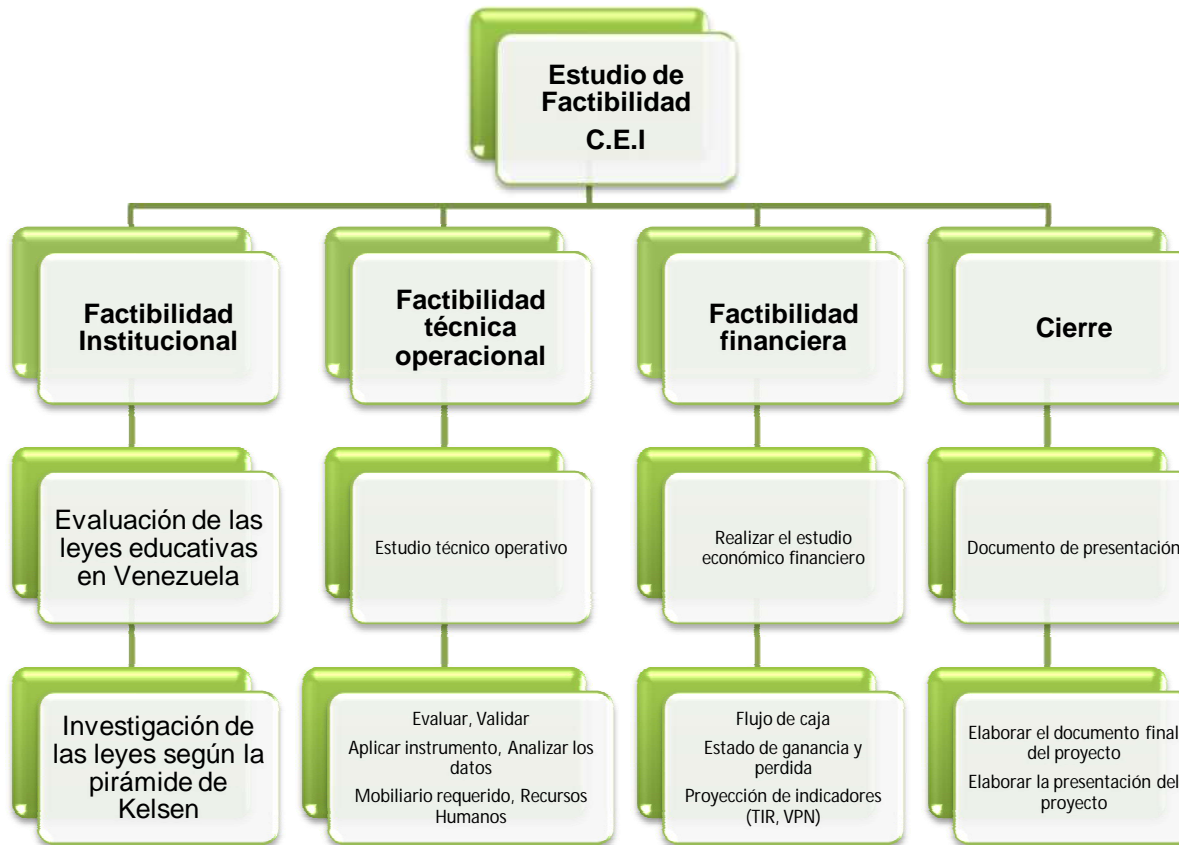 Estudio de
Factibilidad
C.E.I
Factibilidad
Institucional
Factibilidad
técnica
operacional
Factibilidad
financiera
Cierre
Evaluación de las
leyes educativas
en Venezuela
Estudio técnico operativo
Realizar el estudio
económico financiero
Documento de presentación
Investigación de
las leyes según la
pirámide de
Kelsen
Evaluar, Validar
Aplicar instrumento, Analizar los
datos
Mobiliario requerido, Recursos
Humanos
Flujo de caja
Estado de ganancia y
perdida
Proyección de indicadores
(TIR, VPN)
Elaborar el documento final
del proyecto
Elaborar la presentación del
proyecto